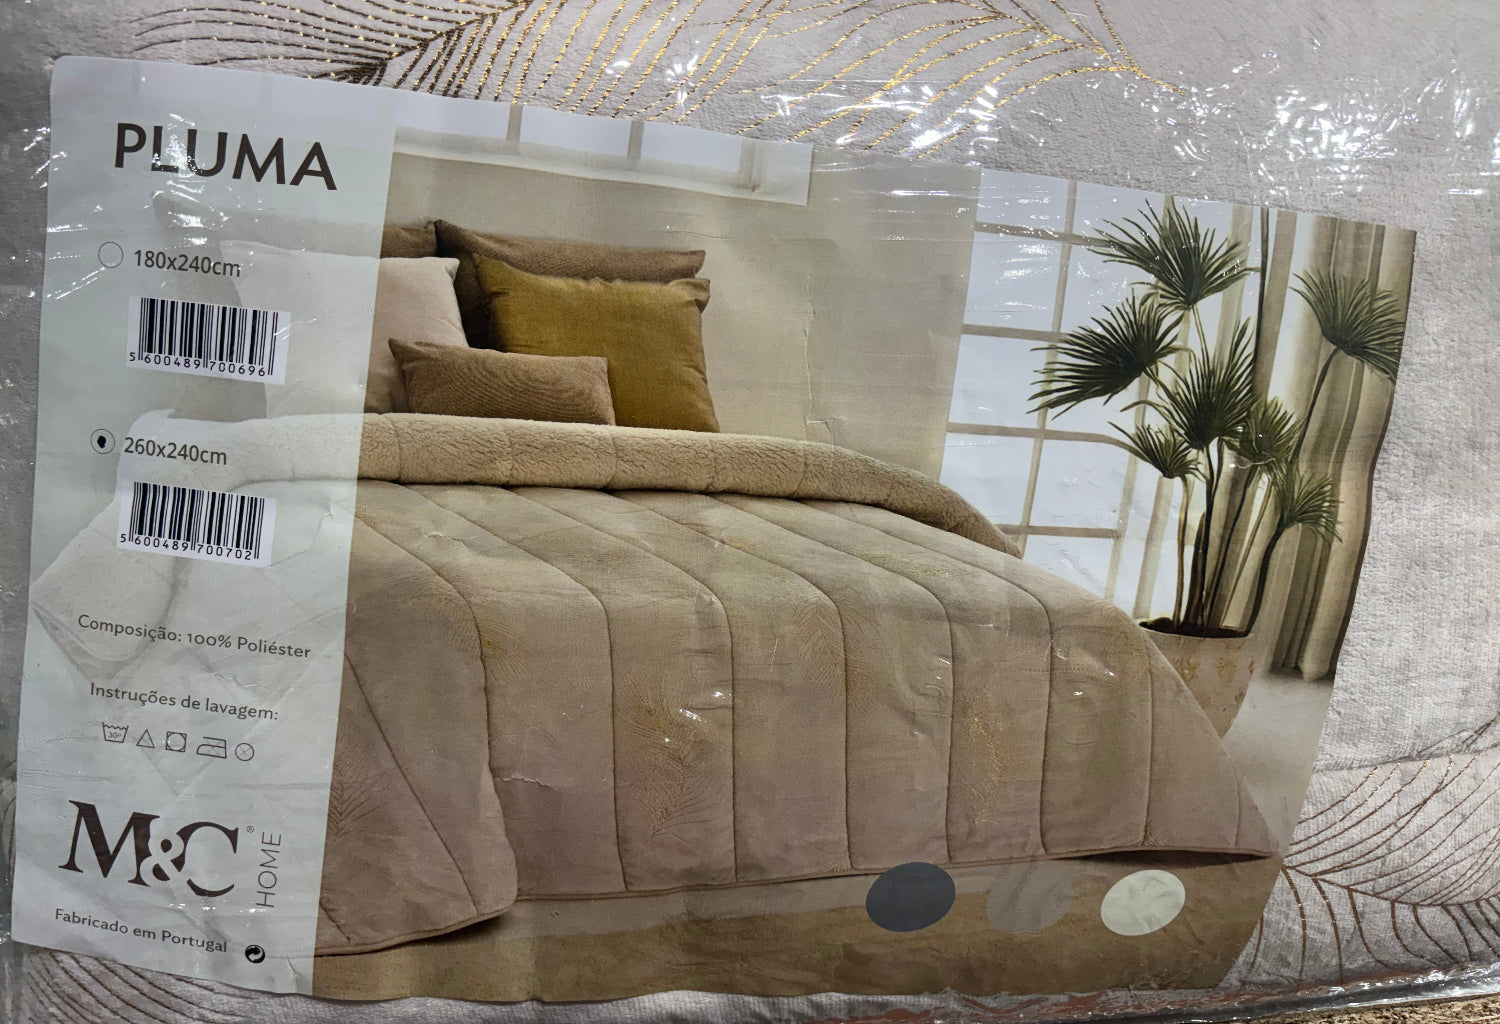 PLUMA
180x240cm
5 600489 700696
260x240cm
5 600489 700702
Composição: 100% Poliéster
Instruções de lavagem:
30º
M&C® HOME
Fabricado em Portugal